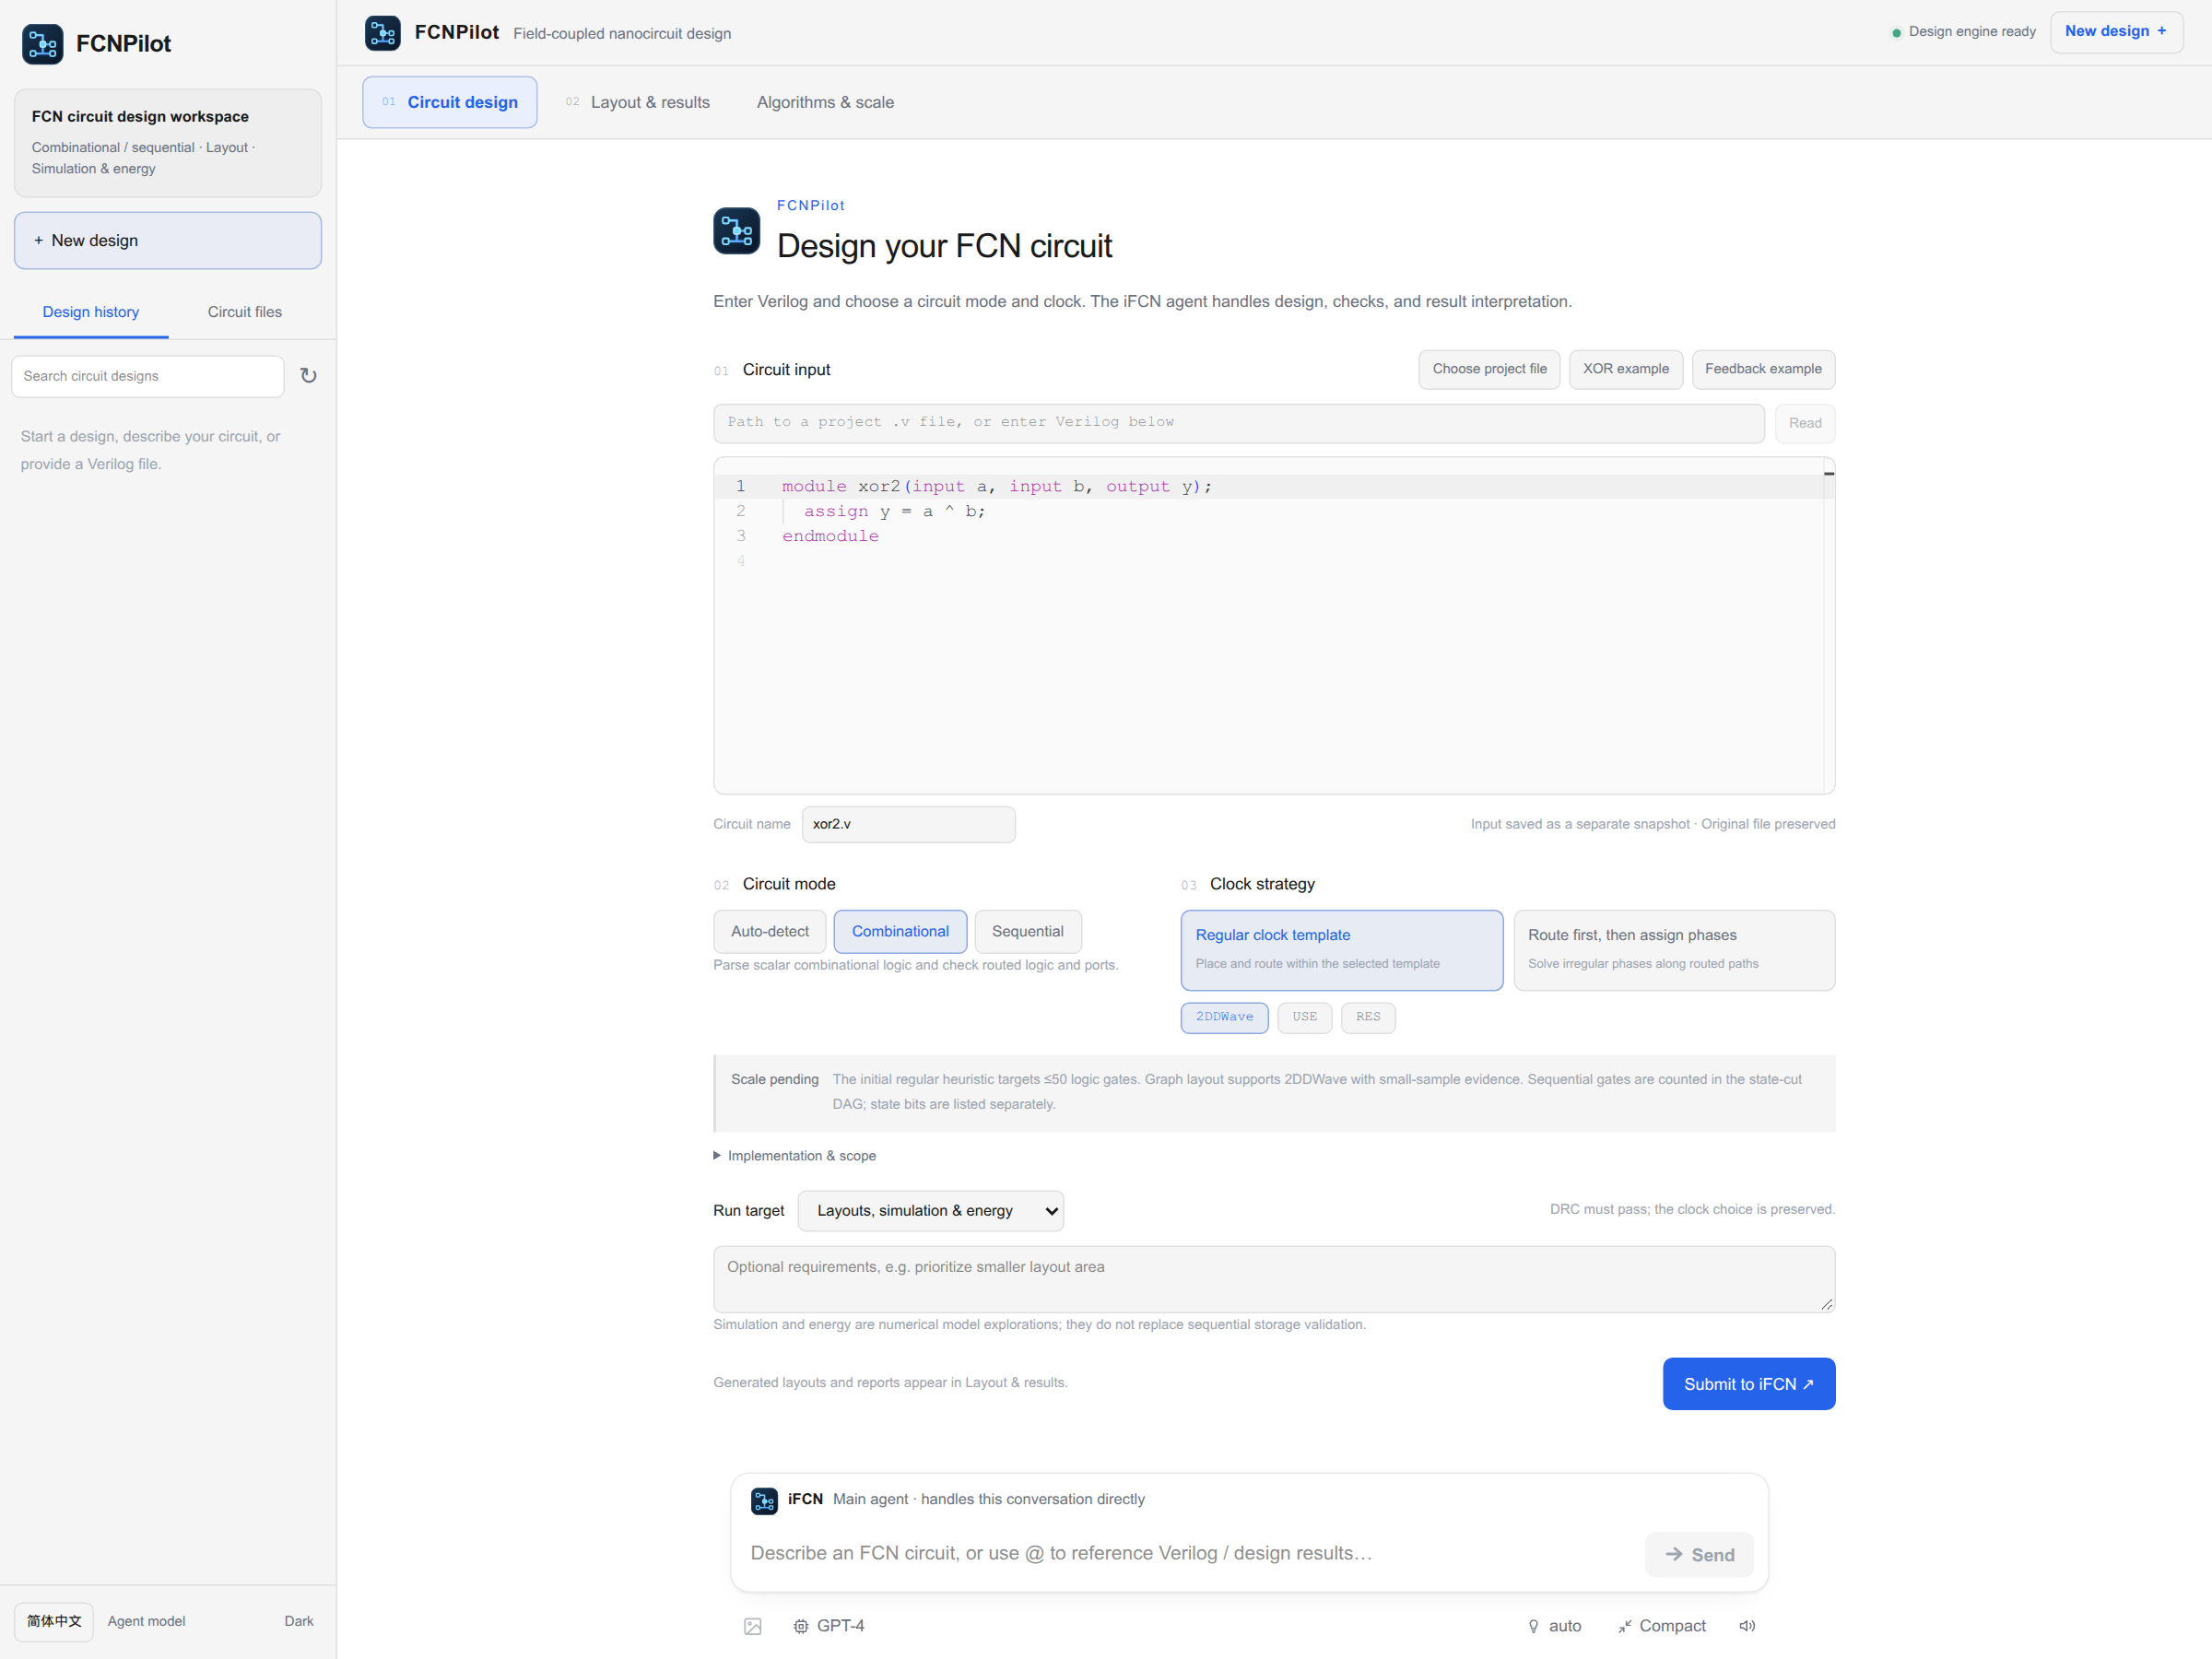 FCNPilot
FCN circuit design workspace
Combinational / sequential · Layout ·
Simulation & energy
+ New design
Design history
Circuit files
Search circuit designs
↻
Start a design, describe your circuit, or
provide a Verilog file.
简体中文
Agent model
Dark
FCNPilot
Field-coupled nanocircuit design
Design engine ready
New design +
01 Circuit design
02 Layout & results
Algorithms & scale
FCNPilot
Design your FCN circuit
Enter Verilog and choose a circuit mode and clock. The iFCN agent handles design, checks, and result interpretation.
01 Circuit input
Choose project file
XOR example
Feedback example
Path to a project .v file, or enter Verilog below
Read
1 module xor2(input a, input b, output y);
2 assign y = a ^ b;
3 endmodule
4
Circuit name
xor2.v
Input saved as a separate snapshot · Original file preserved
02 Circuit mode
Auto-detect
Combinational
Sequential
Parse scalar combinational logic and check routed logic and ports.
03 Clock strategy
Regular clock template
Place and route within the selected template
Route first, then assign phases
Solve irregular phases along routed paths
2DDWave
USE
RES
Scale pending
The initial regular heuristic targets ≤50 logic gates. Graph layout supports 2DDWave with small-sample evidence. Sequential gates are counted in the state-cut
DAG; state bits are listed separately.
▶ Implementation & scope
Run target
Layouts, simulation & energy
DRC must pass; the clock choice is preserved.
Optional requirements, e.g. prioritize smaller layout area
Simulation and energy are numerical model explorations; they do not replace sequential storage validation.
Generated layouts and reports appear in Layout & results.
Submit to iFCN ↗
iFCN Main agent · handles this conversation directly
Describe an FCN circuit, or use @ to reference Verilog / design results…
→ Send
GPT-4
auto
Compact